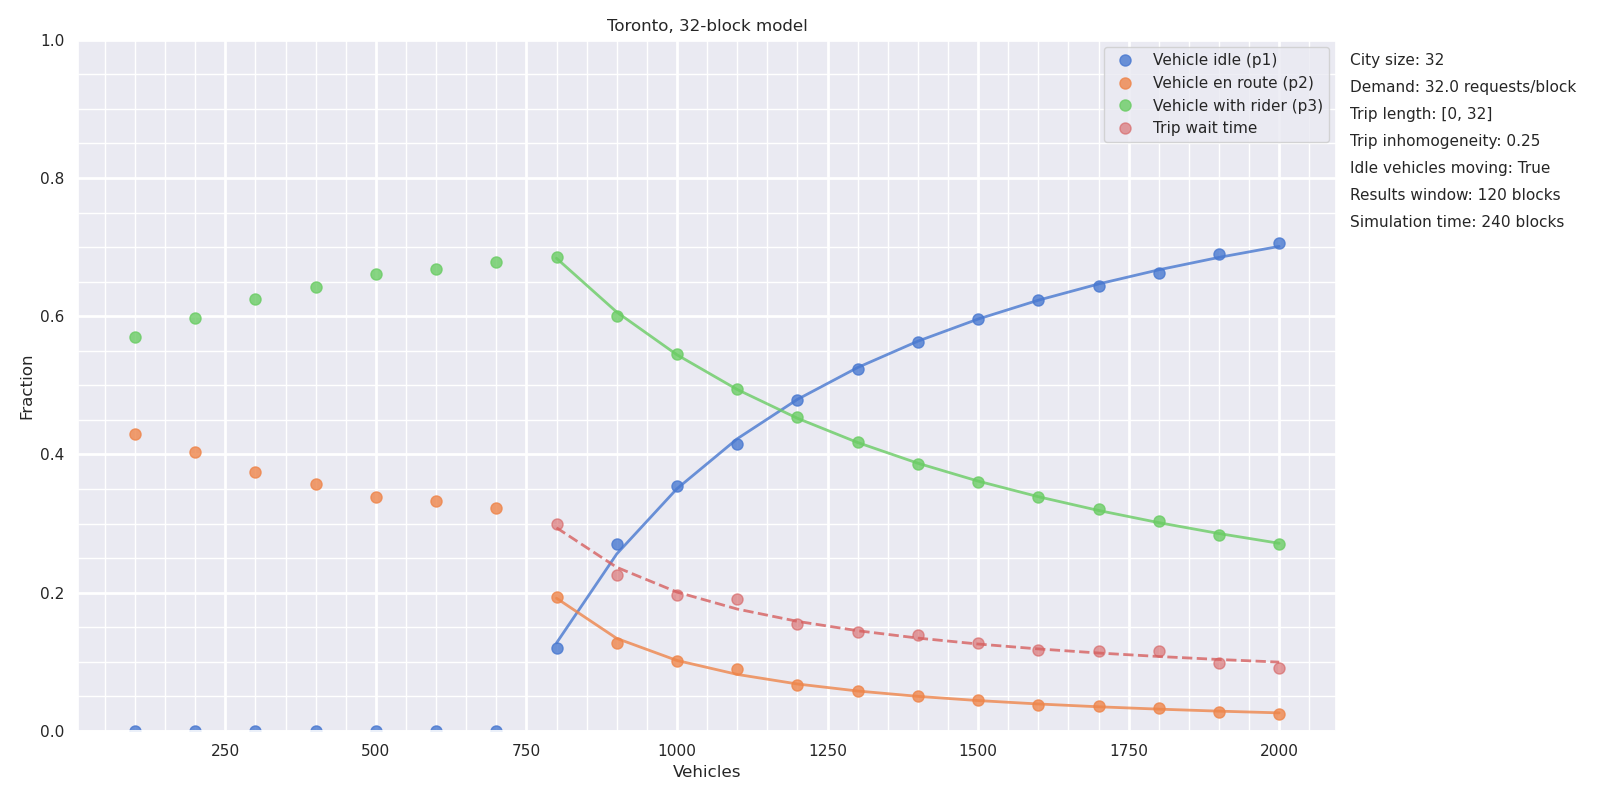 Toronto, 32-block model
1.0
0.8
0.6
0.4
0.2
0.0
Fraction
250
500
750
1000
1250
1500
1750
2000
Vehicles
Vehicle idle (p1)
Vehicle en route (p2)
Vehicle with rider (p3)
Trip wait time
City size: 32
Demand: 32.0 requests/block
Trip length: [0, 32]
Trip inhomogeneity: 0.25
Idle vehicles moving: True
Results window: 120 blocks
Simulation time: 240 blocks